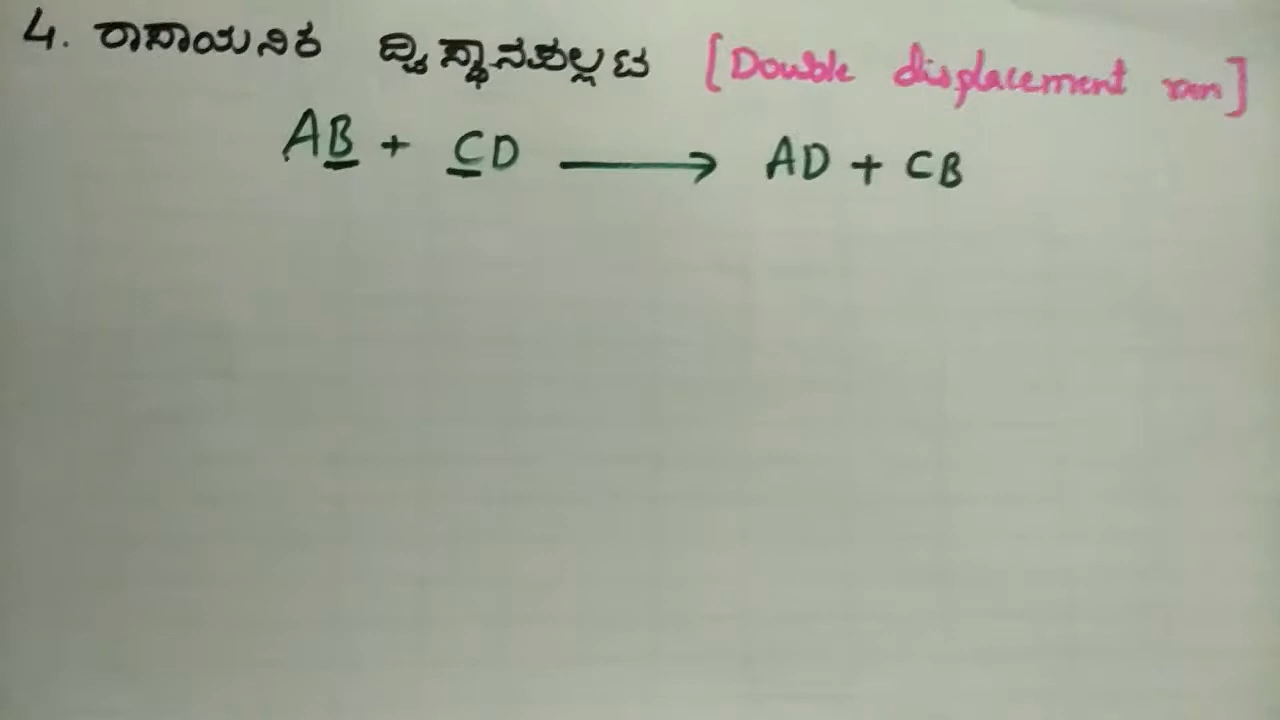 4. ರಾಸಾಯನಿಕ ದ್ವಿಸ್ಥಾನಪಲ್ಲಟ [Double displacement rxn]
AB + CD ⟶ AD + CB